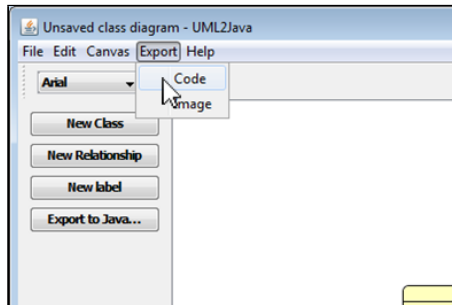 Unsaved class diagram - UML2Java
File Edit Canvas Export Help
Arial
Code
Image
New Class
New Relationship
New label
Export to Java...